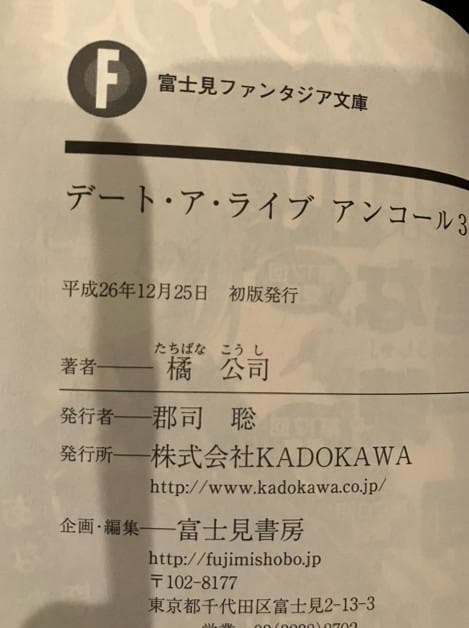 F 富士見ファンタジア文庫
デート・ア・ライブ アンコール3
平成26年12月25日 初版発行
たちばな こうし
著者――橘 公司
発行者――郡司 聡
発行所――株式会社KADOKAWA
http://www.kadokawa.co.jp/
企画・編集――富士見書房
http://fujimishobo.jp
〒102-8177
東京都千代田区富士見2-13-3